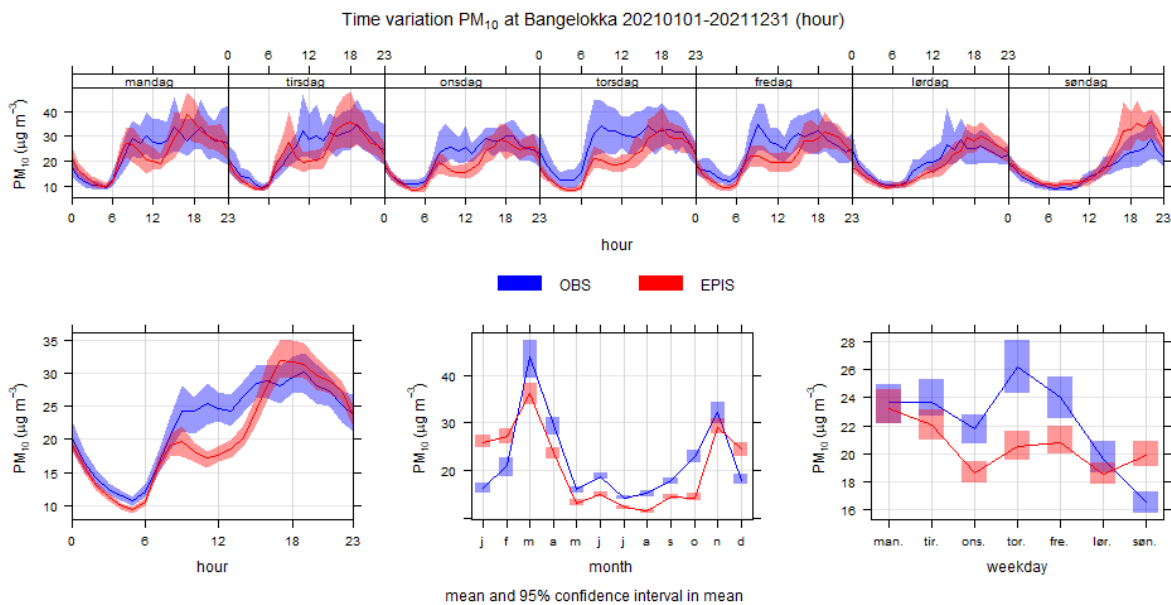 Time variation PM10 at Bangelokka 20210101-20211231 (hour)
0 6 12 18 23 0 6 12 18 23 0 6 12 18 23
mandag tirsdag onsdag torsdag fredag lørdag søndag
PM10 (µg m⁻³)
40
30
20
10
0 6 12 18 23 0 6 12 18 23 0 6 12 18 23 0 6 12 18 23
hour
OBS EPIS
PM10 (µg m⁻³)
35
30
25
20
15
10
0 6 12 18 23
hour
PM10 (µg m⁻³)
40
30
20
j f m a m j j a s o n d
month
PM10 (µg m⁻³)
28
26
24
22
20
18
16
man. tir. ons. tor. fre. lør. søn.
weekday
mean and 95% confidence interval in mean